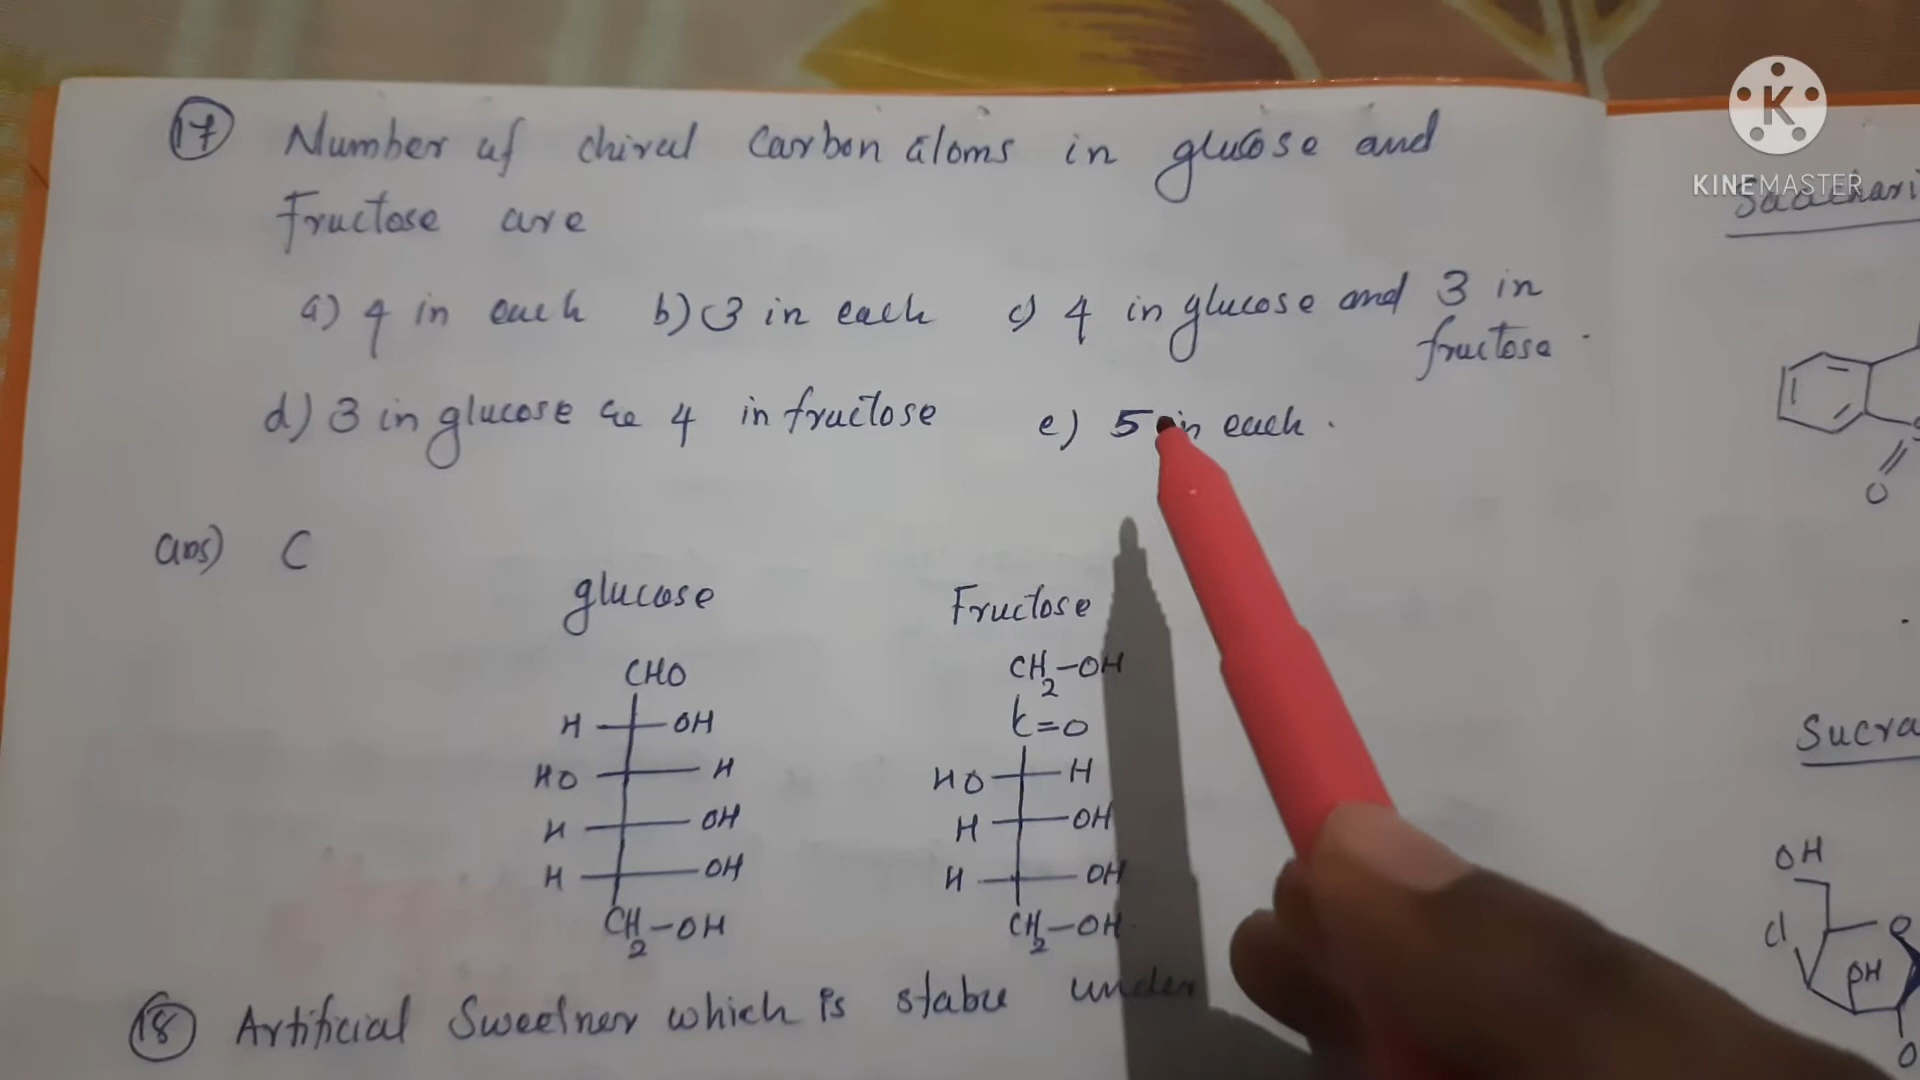 17 Number of chiral carbon atoms in glucose and
Fructose are
a) 4 in each b) 3 in each c) 4 in glucose and 3 in
fructose.
d) 3 in glucose & 4 in fructose e) 5 in each.
ans) C
glucose Fructose
CHO CH2-OH
H OH C=O
HO H HO H
H OH H OH
H OH H OH
CH2-OH CH2-OH
18 Artificial Sweetner which is stable under
K
KINEMASTER
Sucra
O
OH
Cl
O
OH
O